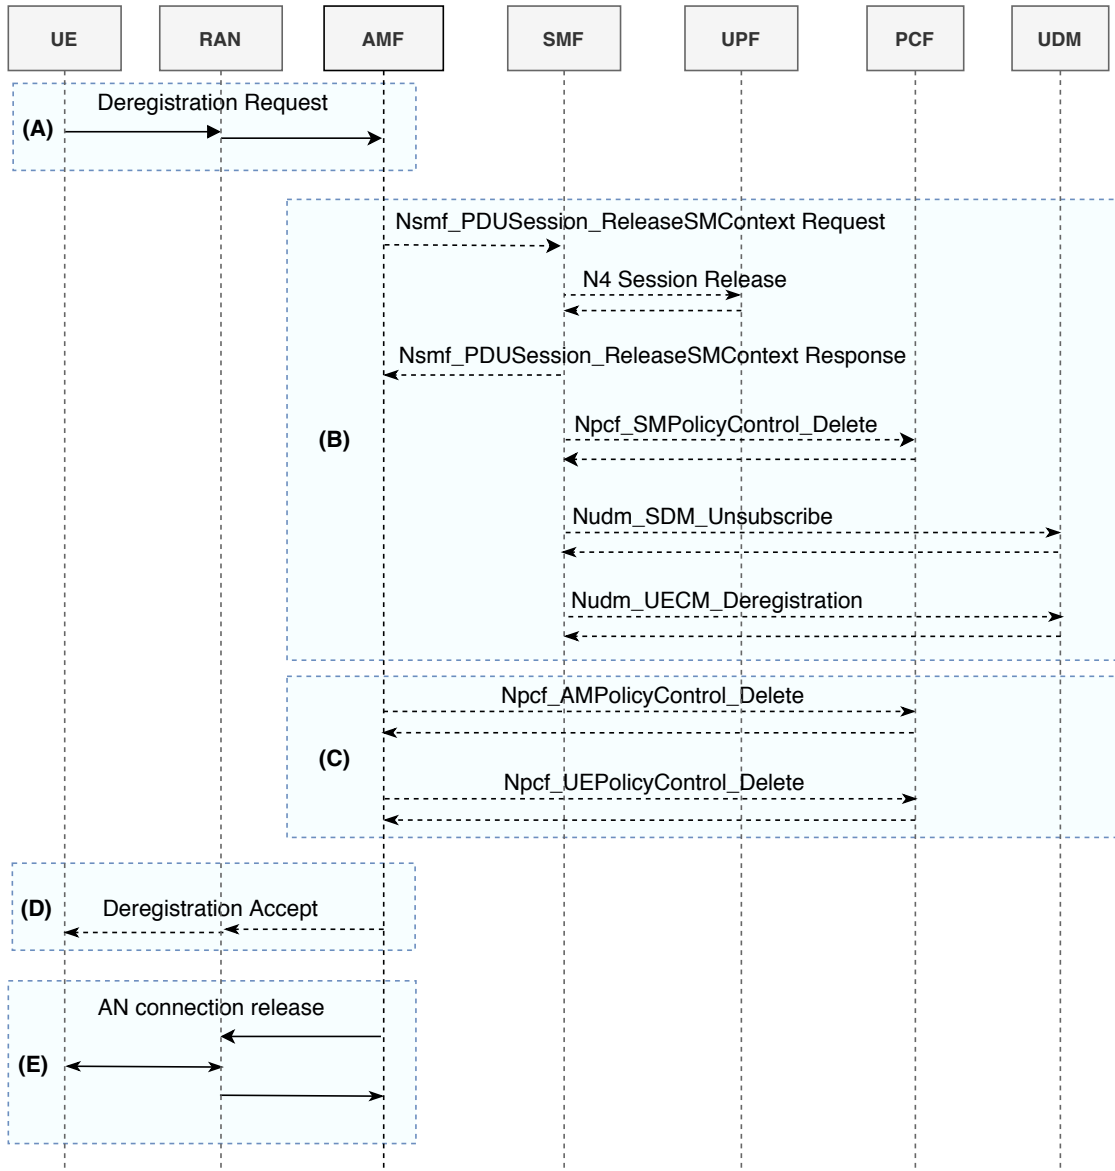 UE RAN AMF SMF UPF PCF UDM
Deregistration Request
(A)
Nsmf_PDUSession_ReleaseSMContext Request
N4 Session Release
Nsmf_PDUSession_ReleaseSMContext Response
Npcf_SMPolicyControl_Delete
(B)
Nudm_SDM_Unsubscribe
Nudm_UECM_Deregistration
Npcf_AMPolicyControl_Delete
(C)
Npcf_UEPolicyControl_Delete
(D) Deregistration Accept
AN connection release
(E)